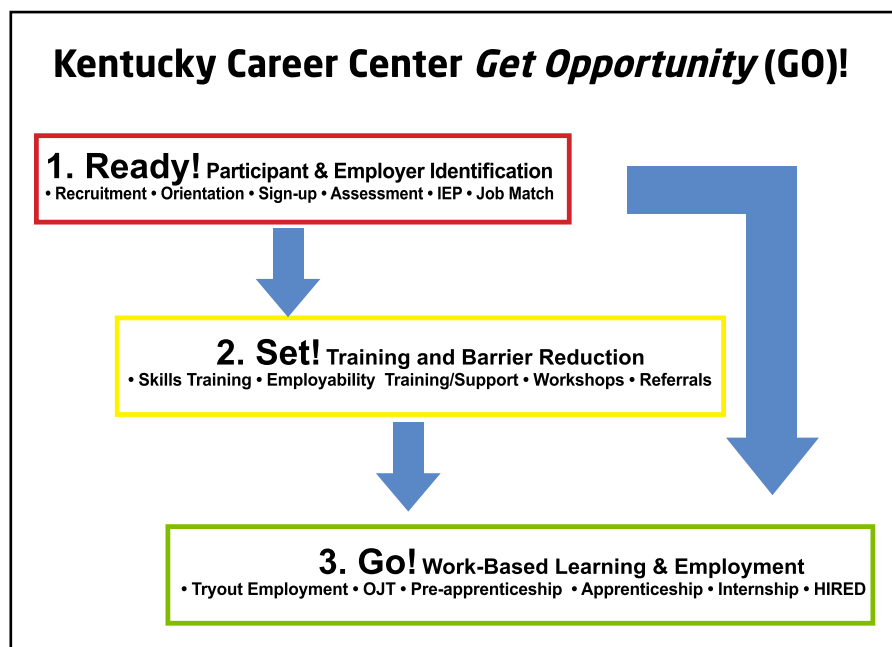 Kentucky Career Center Get Opportunity (GO)!
1. Ready! Participant & Employer Identification
• Recruitment • Orientation • Sign-up • Assessment • IEP • Job Match
2. Set! Training and Barrier Reduction
• Skills Training • Employability Training/Support • Workshops • Referrals
3. Go! Work-Based Learning & Employment
• Tryout Employment • OJT • Pre-apprenticeship • Apprenticeship • Internship • HIRED